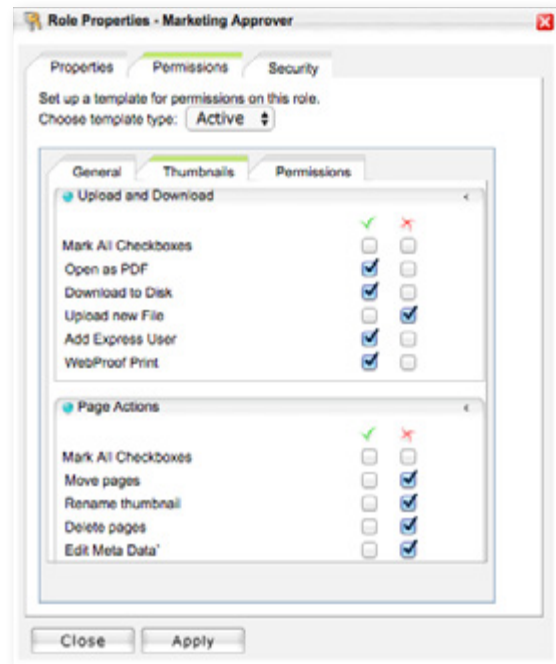 Role Properties - Marketing Approver
Properties Permissions Security
Set up a template for permissions on this role.
Choose template type: Active
General Thumbnails Permissions
Upload and Download
Mark All Checkboxes
Open as PDF
Download to Disk
Upload new File
Add Express User
WebProof Print
Page Actions
Mark All Checkboxes
Move pages
Rename thumbnail
Delete pages
Edit Meta Data*
Close Apply